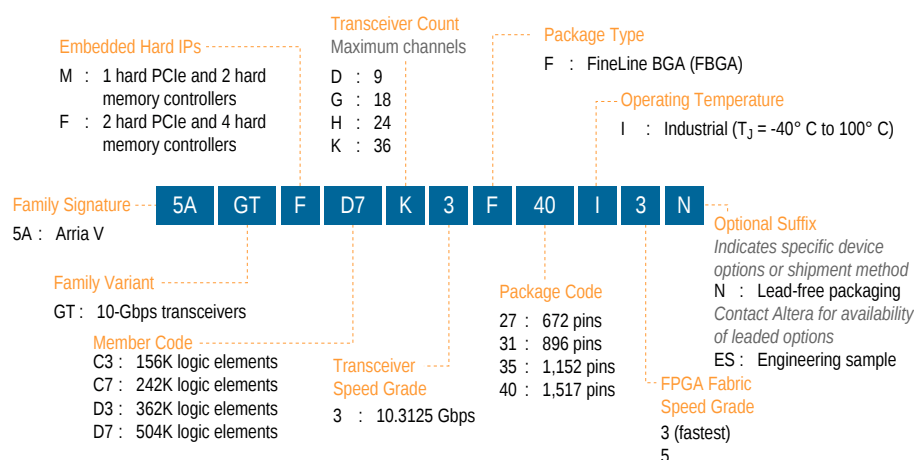 Transceiver Count
Maximum channels
D : 9
G : 18
H : 24
K : 36
Embedded Hard IPs
M : 1 hard PCIe and 2 hard
memory controllers
F : 2 hard PCIe and 4 hard
memory controllers
Package Type
F : FineLine BGA (FBGA)
Operating Temperature
I : Industrial (TJ = -40° C to 100° C)
Family Signature
5A : Arria V
5A GT F D7 K 3 F 40 I 3 N
Optional Suffix
Indicates specific device
options or shipment method
N : Lead-free packaging
Contact Altera for availability
of leaded options
ES : Engineering sample
Family Variant
GT : 10-Gbps transceivers
Member Code
C3 : 156K logic elements
C7 : 242K logic elements
D3 : 362K logic elements
D7 : 504K logic elements
Transceiver
Speed Grade
3 : 10.3125 Gbps
Package Code
27 : 672 pins
31 : 896 pins
35 : 1,152 pins
40 : 1,517 pins
FPGA Fabric
Speed Grade
3 (fastest)
5